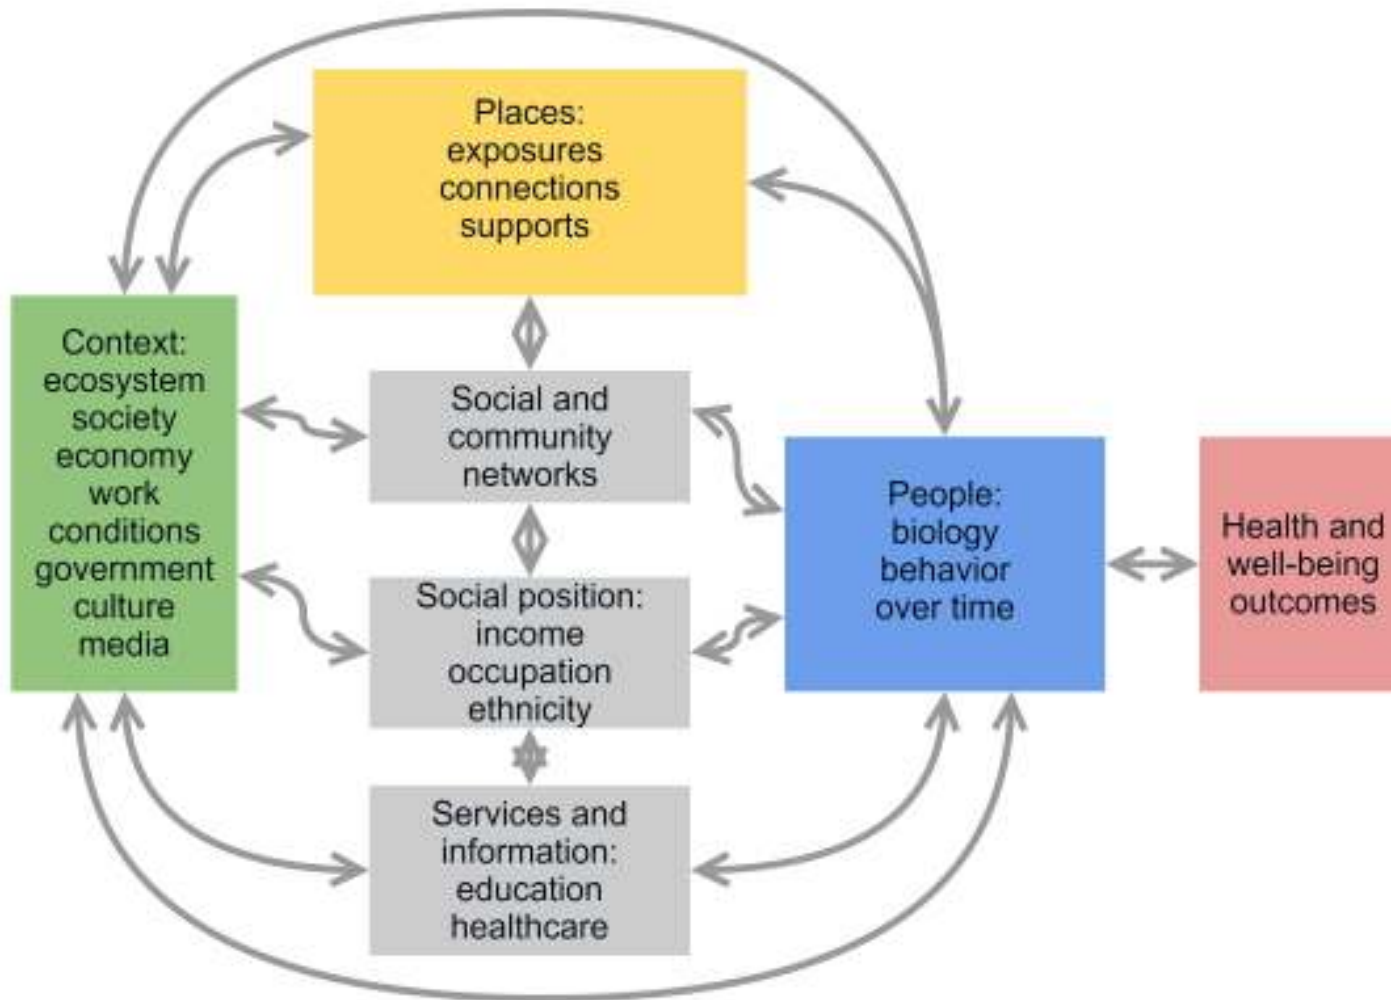 Places:
exposures
connections
supports
Context:
ecosystem
society
economy
work
conditions
government
culture
media
Social and
community
networks
Social position:
income
occupation
ethnicity
Services and
information:
education
healthcare
People:
biology
behavior
over time
Health and
well-being
outcomes